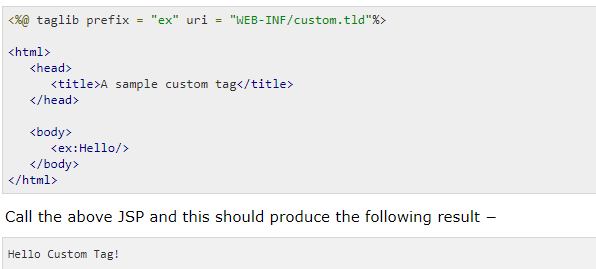 <%@ taglib prefix = "ex" uri = "WEB-INF/custom.tld"%>
<html>
<head>
<title>A sample custom tag</title>
</head>
<body>
<ex:Hello/>
</body>
</html>
Call the above JSP and this should produce the following result −
Hello Custom Tag!